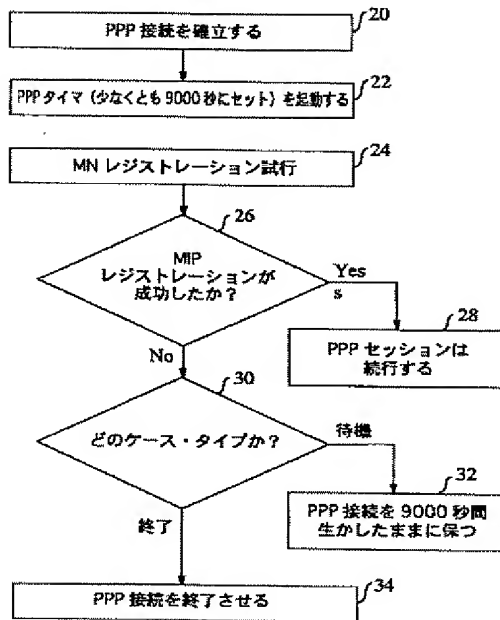 20
PPP 接続を確立する
22
PPP タイマ（少なくとも 9000 秒にセット）を起動する
24
MN レジストレーション試行
26
MIP
レジストレーションが
成功したか？
Yes
s
28
PPP セッションは
続行する
No
30
どのケース・タイプか？
待機
32
PPP 接続を 9000 秒間
生かしたままに保つ
終了
34
PPP 接続を終了させる